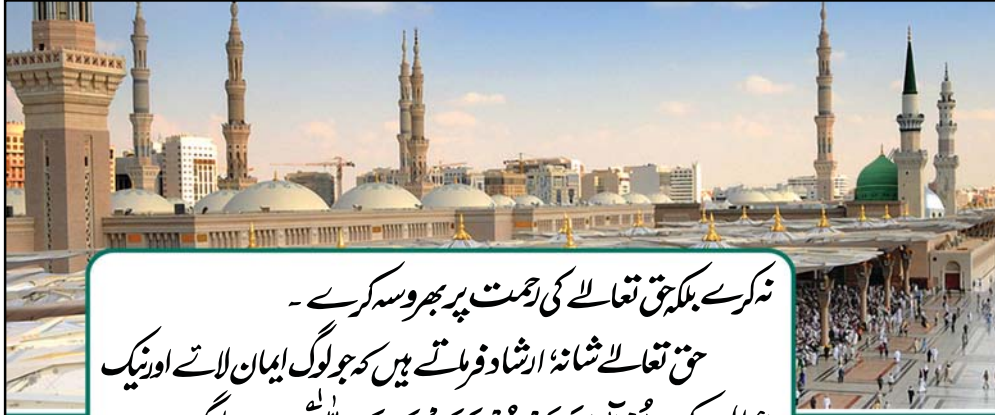 نہ کرے بلکہ حق تعالےٰ کی رحمت پر بھروسہ کرے ۔
حق تعالےٰ شانہٗ ارشاد فرماتے ہیں کہ جو لوگ ایمان لائے اور نیک